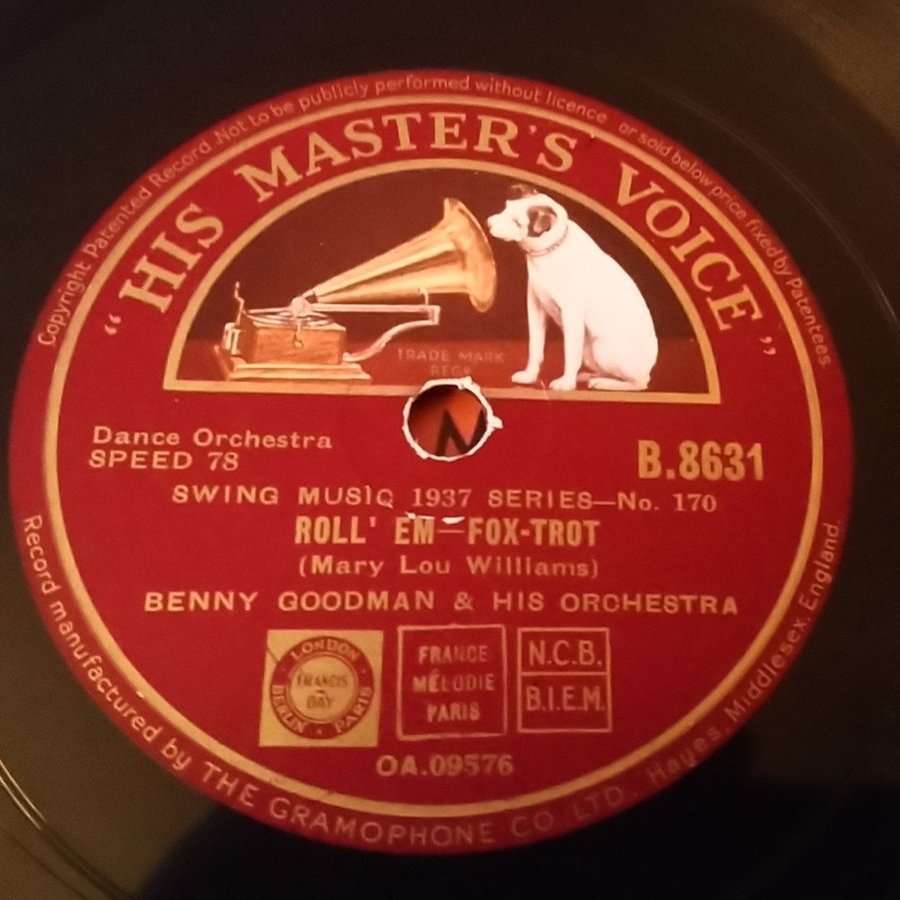 Copyright. Patented Record. Not to be publicly performed without licence or sold below price fixed by Patentees.
“HIS MASTER'S VOICE”
TRADE MARK
REGD
Dance Orchestra
SPEED 78
B.8631
SWING MUSIC 1937 SERIES—No. 170
ROLL' EM—FOX-TROT
(Mary Lou Williams)
BENNY GOODMAN & HIS ORCHESTRA
LONDON
FRANCIS
DAY
BERLIN • PARIS
FRANCE
MÉLODIE
PARIS
N.C.B.
B.I.E.M.
OA.09576
Record manufactured by THE GRAMOPHONE CO LTD. Hayes. Middlesex. England.